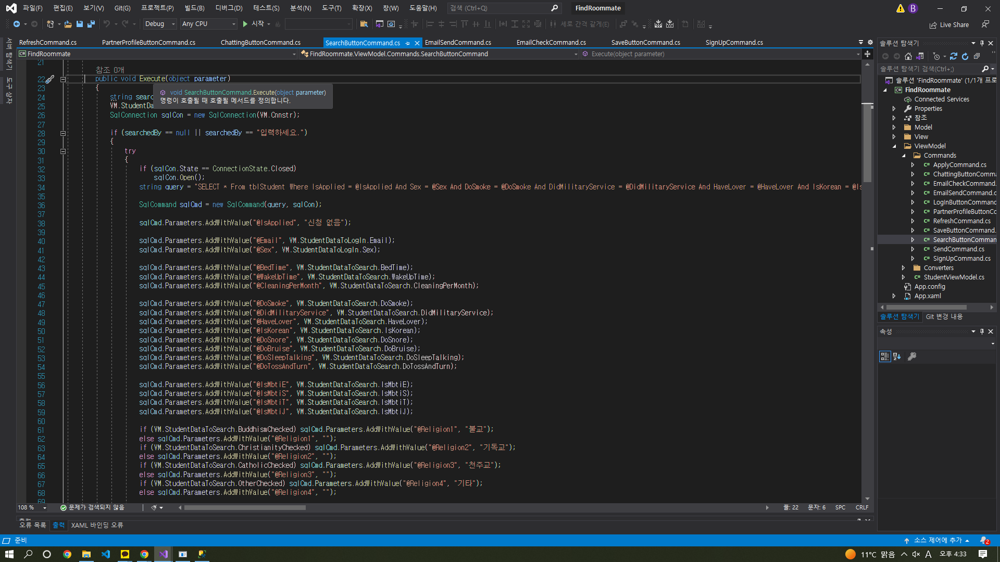 파일(F) 편집(E) 보기(V) Git(G) 프로젝트(P) 빌드(B) 디버그(D) 테스트(S) 분석(N) 도구(T) 확장(X) 창(W) 도움말(H) 검색 (Ctrl+Q) FindRoommate B
Debug Any CPU 시작 세로 간격 같게(E) Live Share
서버 탐색기
도구 상자
RefreshCommand.cs PartnerProfileButtonCommand.cs ChattingButtonCommand.cs SearchButtonCommand.cs EmailSendCommand.cs EmailCheckCommand.cs SaveButtonCommand.cs SignUpCommand.cs
FindRoommate FindRoommate.ViewModel.Commands.SearchButtonCommand Execute(object parameter)
21
참조 0개
22 public void Execute(object parameter)
23 {
void SearchButtonCommand.Execute(object parameter)
명령이 호출될 때 호출될 메서드를 정의합니다.
24 string sear
25 VM.StudentDa
26 SqlConnection sqlCon = new SqlConnection(VM.Cnnstr);
27
28 if (searchedBy == null || searchedBy == "입력하세요.")
29 {
30 try
31 {
32 if (sqlCon.State == ConnectionState.Closed)
33 sqlCon.Open();
34 string query = "SELECT * From tblStudent Where IsApplied = @IsApplied And Sex = @Sex And DoSmoke = @DoSmoke And DidMilitaryService = @DidMilitaryService And HaveLover = @HaveLover And IsKorean = @Is
35
36 SqlCommand sqlCmd = new SqlCommand(query, sqlCon);
37
38 sqlCmd.Parameters.AddWithValue("@IsApplied", "신청 없음");
39
40 sqlCmd.Parameters.AddWithValue("@Email", VM.StudentDataToLogIn.Email);
41 sqlCmd.Parameters.AddWithValue("@Sex", VM.StudentDataToLogIn.Sex);
42
43 sqlCmd.Parameters.AddWithValue("@BedTime", VM.StudentDataToSearch.BedTime);
44 sqlCmd.Parameters.AddWithValue("@WakeUpTime", VM.StudentDataToSearch.WakeUpTime);
45 sqlCmd.Parameters.AddWithValue("@CleaningPerMonth", VM.StudentDataToSearch.CleaningPerMonth);
46
47 sqlCmd.Parameters.AddWithValue("@DoSmoke", VM.StudentDataToSearch.DoSmoke);
48 sqlCmd.Parameters.AddWithValue("@DidMilitaryService", VM.StudentDataToSearch.DidMilitaryService);
49 sqlCmd.Parameters.AddWithValue("@HaveLover", VM.StudentDataToSearch.HaveLover);
50 sqlCmd.Parameters.AddWithValue("@IsKorean", VM.StudentDataToSearch.IsKorean);
51 sqlCmd.Parameters.AddWithValue("@DoSnore", VM.StudentDataToSearch.DoSnore);
52 sqlCmd.Parameters.AddWithValue("@DoBruise", VM.StudentDataToSearch.DoBruise);
53 sqlCmd.Parameters.AddWithValue("@DoSleepTalking", VM.StudentDataToSearch.DoSleepTalking);
54 sqlCmd.Parameters.AddWithValue("@DoTossAndTurn", VM.StudentDataToSearch.DoTossAndTurn);
55
56 sqlCmd.Parameters.AddWithValue("@IsMbtiE", VM.StudentDataToSearch.IsMbtiE);
57 sqlCmd.Parameters.AddWithValue("@IsMbtiS", VM.StudentDataToSearch.IsMbtiS);
58 sqlCmd.Parameters.AddWithValue("@IsMbtiT", VM.StudentDataToSearch.IsMbtiT);
59 sqlCmd.Parameters.AddWithValue("@IsMbtiJ", VM.StudentDataToSearch.IsMbtiJ);
60
61 if (VM.StudentDataToSearch.BuddhismChecked) sqlCmd.Parameters.AddWithValue("@Religion1", "불교");
62 else sqlCmd.Parameters.AddWithValue("@Religion1", "");
63 if (VM.StudentDataToSearch.ChristianityChecked) sqlCmd.Parameters.AddWithValue("@Religion2", "기독교");
64 else sqlCmd.Parameters.AddWithValue("@Religion2", "");
65 if (VM.StudentDataToSearch.CatholicChecked) sqlCmd.Parameters.AddWithValue("@Religion3", "천주교");
66 else sqlCmd.Parameters.AddWithValue("@Religion3", "");
67 if (VM.StudentDataToSearch.OtherChecked) sqlCmd.Parameters.AddWithValue("@Religion4", "기타");
68 else sqlCmd.Parameters.AddWithValue("@Religion4", "");
69
108 % 문제가 검색되지 않음 줄: 22 문자: 6 SPC CRLF
출력
오류 목록 출력 XAML 바인딩 오류
솔루션 탐색기
솔루션 탐색기 검색(Ctrl+;)
솔루션 'FindRoommate' (1/1개 프로
FindRoommate
Connected Services
Properties
참조
Model
View
ViewModel
Commands
ApplyCommand.cs
ChattingButtonComma
EmailCheckCommand.
EmailSendCommand.c
LogInButtonCommand
PartnerProfileButtonCo
RefreshCommand.cs
SaveButtonCommand.
SearchButtonComman
SendCommand.cs
SignUpCommand.cs
Converters
StudentViewModel.cs
App.config
App.xaml
솔루션 탐색기 Git 변경 내용
속성
준비 소스 제어에 추가 2
11°C 맑음 A 오후 4:33